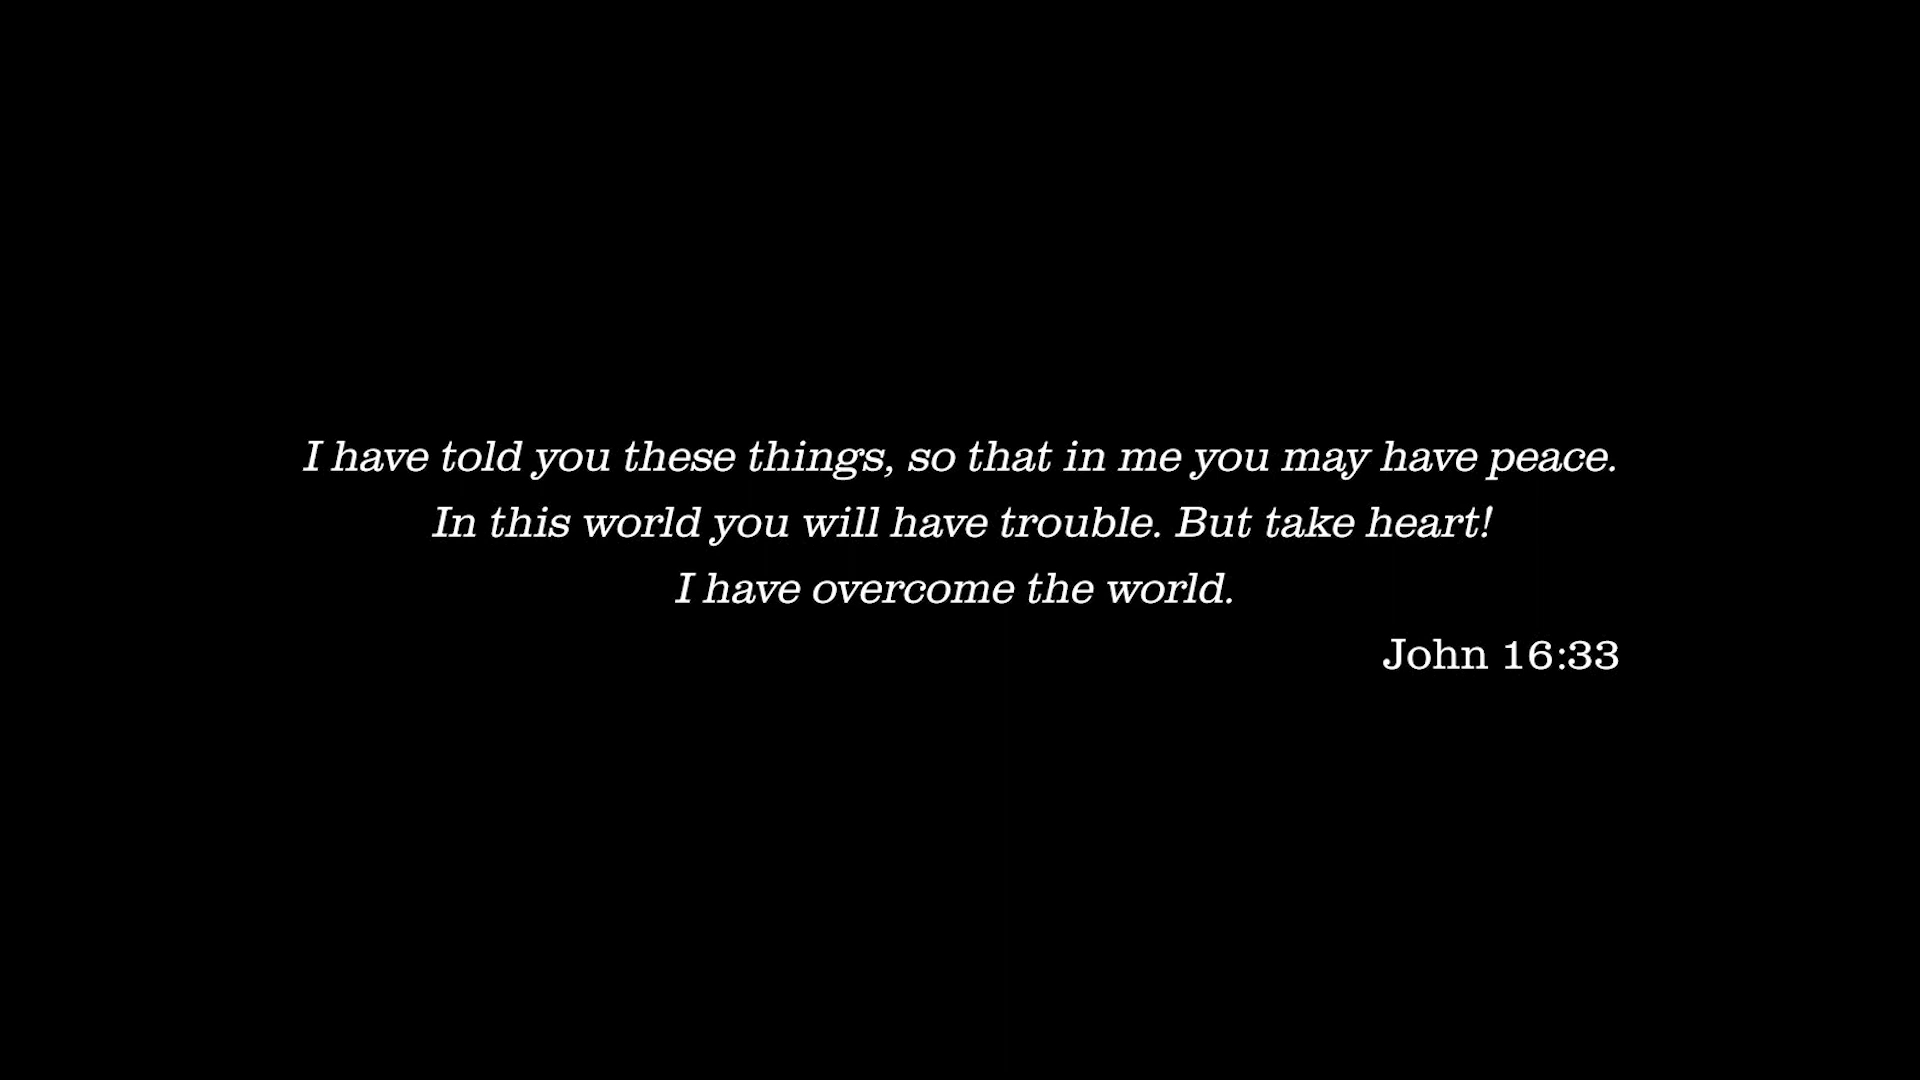 I have told you these things, so that in me you may have peace.
In this world you will have trouble. But take heart!
I have overcome the world.
John 16:33